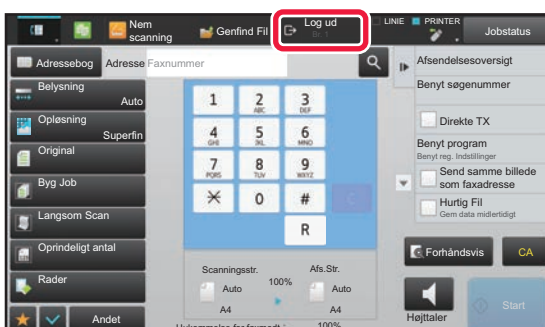 Nem
scanning
Genfind Fil
Log ud
Br. 1
LINIE
PRINTER
Jobstatus
Adressebog
Adresse
Faxnummer
Afsendelsesoversigt
Benyt søgenummer
Direkte TX
Benyt program
Benyt reg. Indstillinger
Send samme billede
som faxadresse
Hurtig Fil
Gem data midlertidigt
Belysning
Auto
Opløsning
Superfin
Original
Byg Job
Langsom Scan
Oprindeligt antal
Rader
Andet
1
2
ABC
3
DEF
4
GHI
5
JKL
6
MNO
7
PQRS
8
TUV
9
WXYZ
0
#
C
R
Scanningsstr.
Afs.Str.
Auto
100%
Auto
A4
A4
100%
Forhåndsvis
CA
Højttaler
Start